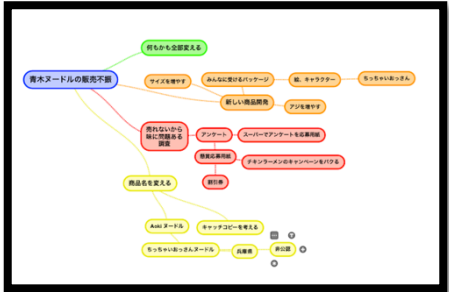 青木ヌードルの販売不振
何もかも全部変える
サイズを増やす
みんなに受けるパッケージ
絵、キャラクター
ちっちゃいおっさん
新しい商品開発
アジを増やす
売れないから
味に問題ある
調査
アンケート
スーパーでアンケートを応募用紙
懸賞応募用紙
チキンラーメンのキャンペーンをパクる
割引券
商品名を変える
Aoki ヌードル
キャッチコピーを考える
ちっちゃいおっさんヌードル
兵庫県
非公認